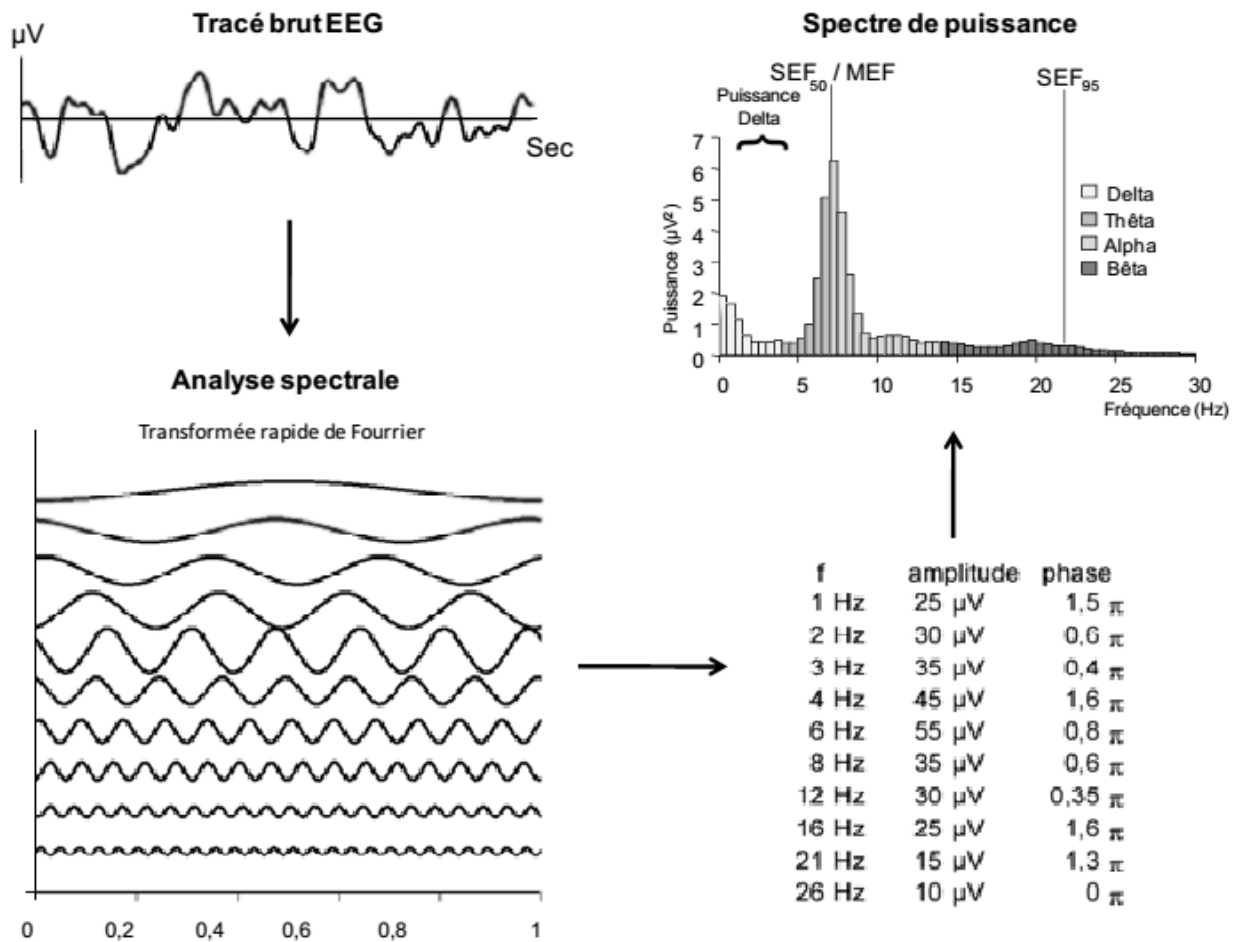 Tracé brut EEG
µV
Sec
Analyse spectrale
Transformée rapide de Fourrier
0 0,2 0,4 0,6 0,8 1
f amplitude phase
1 Hz 25 µV 1,5 π
2 Hz 30 µV 0,6 π
3 Hz 35 µV 0,4 π
4 Hz 45 µV 1,6 π
6 Hz 55 µV 0,8 π
8 Hz 35 µV 0,6 π
12 Hz 30 µV 0,35 π
16 Hz 25 µV 1,6 π
21 Hz 15 µV 1,3 π
26 Hz 10 µV 0 π
Spectre de puissance
SEF50 / MEF
SEF95
Puissance
Delta
7
6
5
4
3
2
1
0
Puissance (µV²)
Delta
Thêta
Alpha
Bêta
0 5 10 15 20 25 30
Fréquence (Hz)